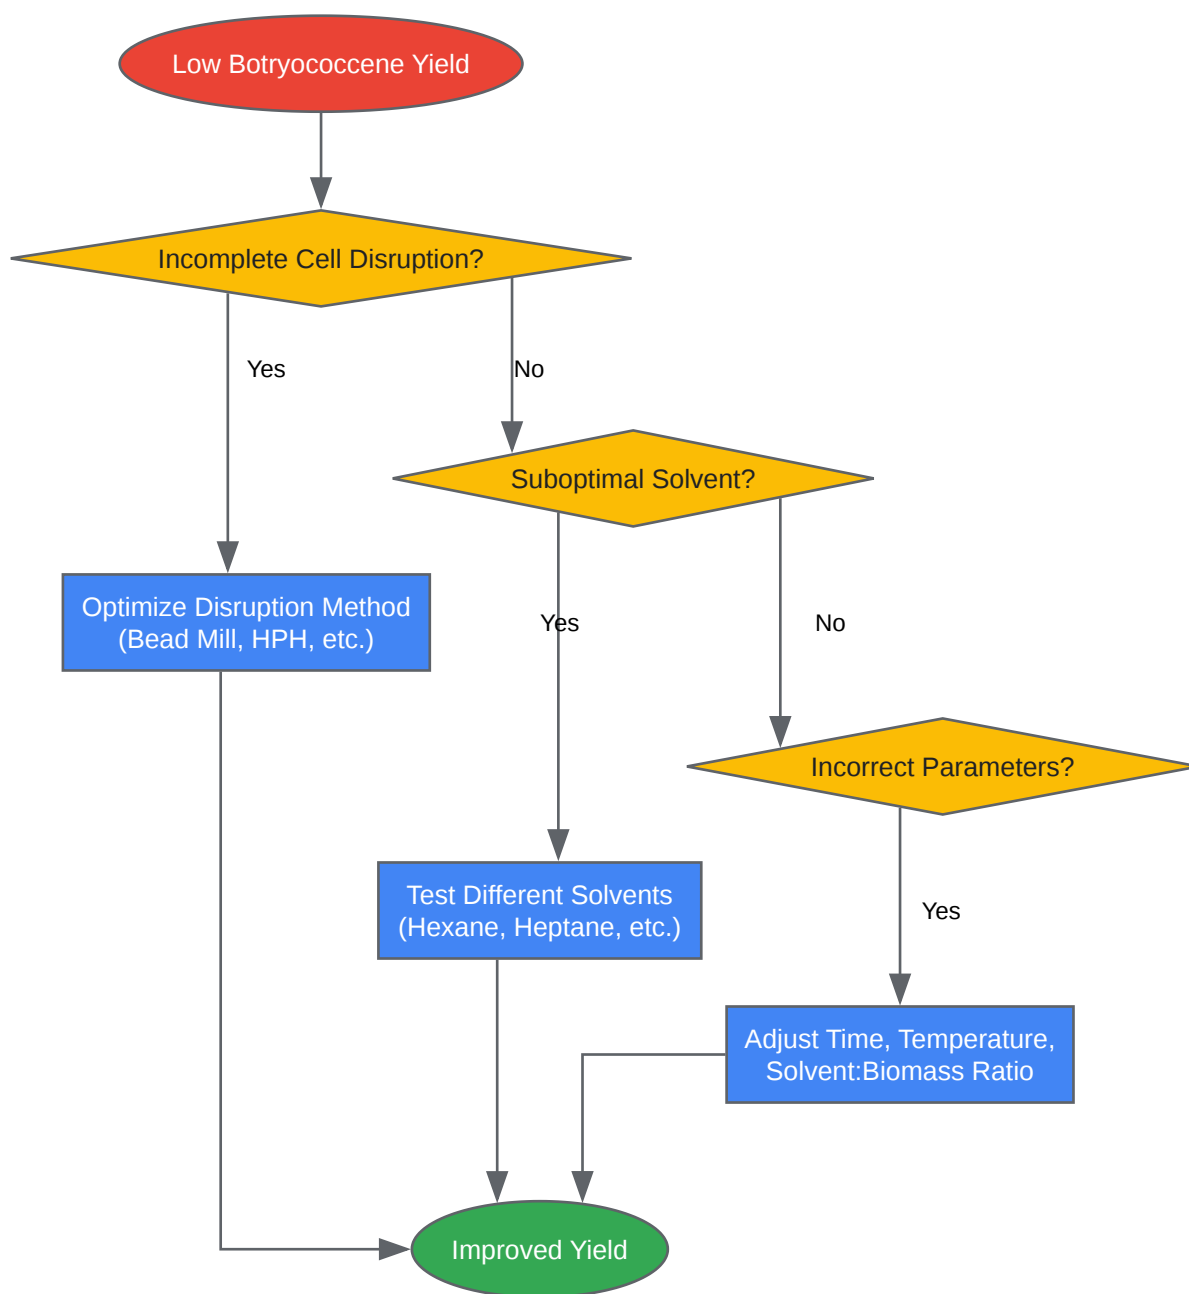 Low Botryococcene Yield
Incomplete Cell Disruption?
Yes
No
Suboptimal Solvent?
Optimize Disruption Method
(Bead Mill, HPH, etc.)
Yes
No
Incorrect Parameters?
Test Different Solvents
(Hexane, Heptane, etc.)
Yes
Adjust Time, Temperature,
Solvent:Biomass Ratio
Improved Yield